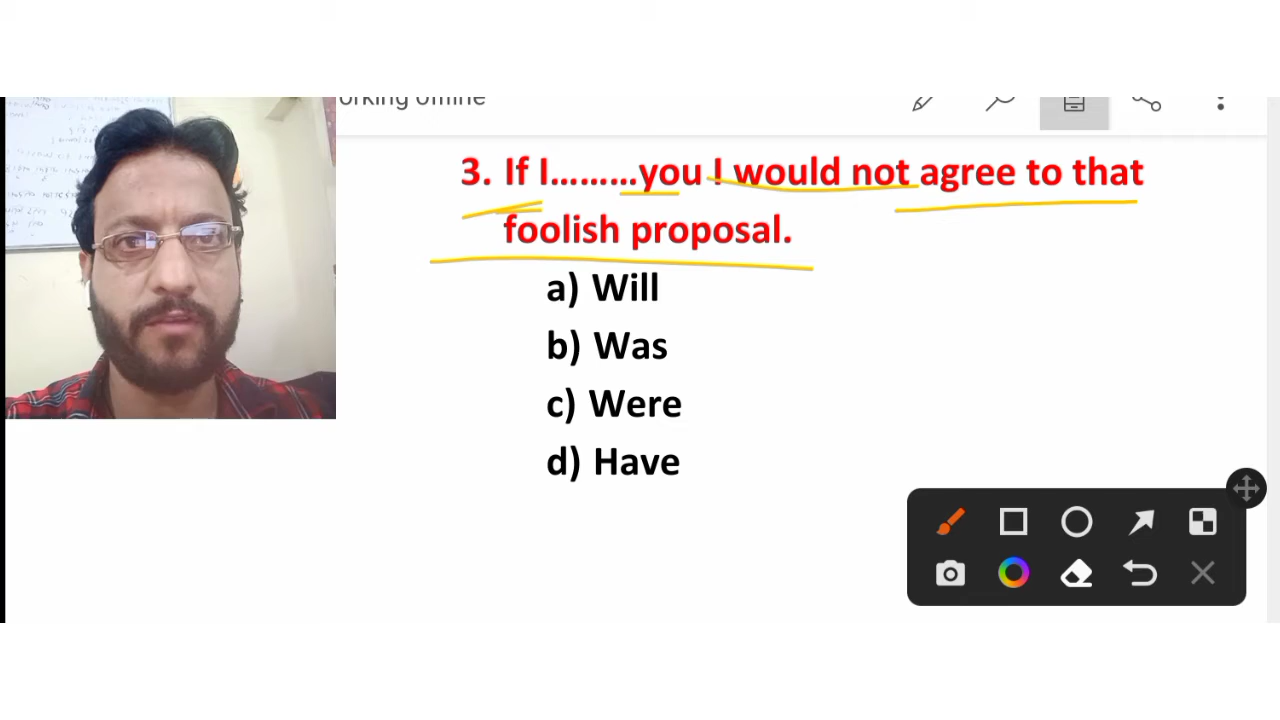 orking offline
3. If I.........you I would not agree to that
foolish proposal.
a) Will
b) Was
c) Were
d) Have